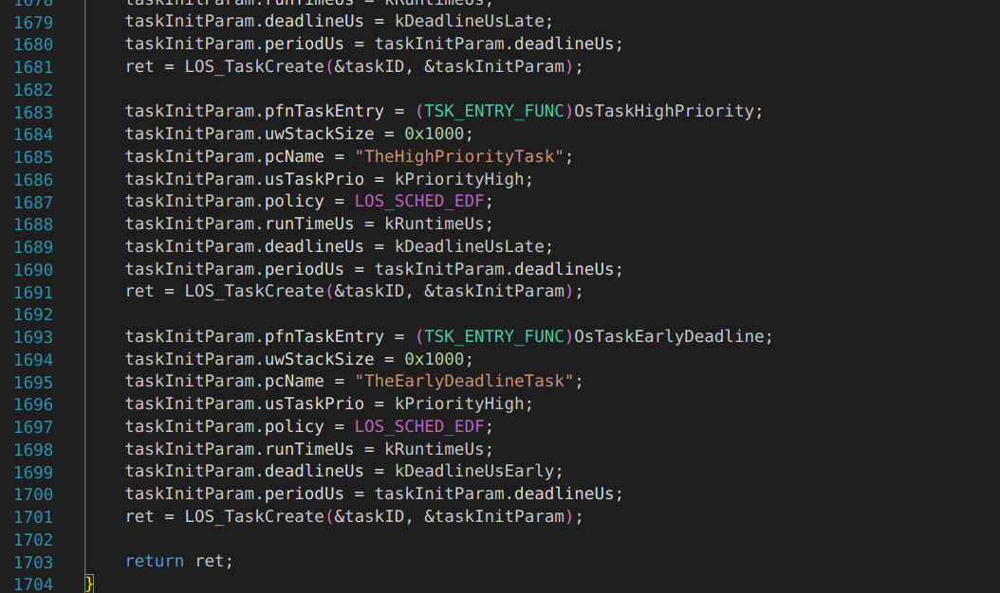 1678 taskInitParam.runTimeUs = kRuntimeUs;
1679 taskInitParam.deadlineUs = kDeadlineUsLate;
1680 taskInitParam.periodUs = taskInitParam.deadlineUs;
1681 ret = LOS_TaskCreate(&taskID, &taskInitParam);
1682
1683 taskInitParam.pfnTaskEntry = (TSK_ENTRY_FUNC)OsTaskHighPriority;
1684 taskInitParam.uwStackSize = 0x1000;
1685 taskInitParam.pcName = "TheHighPriorityTask";
1686 taskInitParam.usTaskPrio = kPriorityHigh;
1687 taskInitParam.policy = LOS_SCHED_EDF;
1688 taskInitParam.runTimeUs = kRuntimeUs;
1689 taskInitParam.deadlineUs = kDeadlineUsLate;
1690 taskInitParam.periodUs = taskInitParam.deadlineUs;
1691 ret = LOS_TaskCreate(&taskID, &taskInitParam);
1692
1693 taskInitParam.pfnTaskEntry = (TSK_ENTRY_FUNC)OsTaskEarlyDeadline;
1694 taskInitParam.uwStackSize = 0x1000;
1695 taskInitParam.pcName = "TheEarlyDeadlineTask";
1696 taskInitParam.usTaskPrio = kPriorityHigh;
1697 taskInitParam.policy = LOS_SCHED_EDF;
1698 taskInitParam.runTimeUs = kRuntimeUs;
1699 taskInitParam.deadlineUs = kDeadlineUsEarly;
1700 taskInitParam.periodUs = taskInitParam.deadlineUs;
1701 ret = LOS_TaskCreate(&taskID, &taskInitParam);
1702
1703 return ret;
1704 }